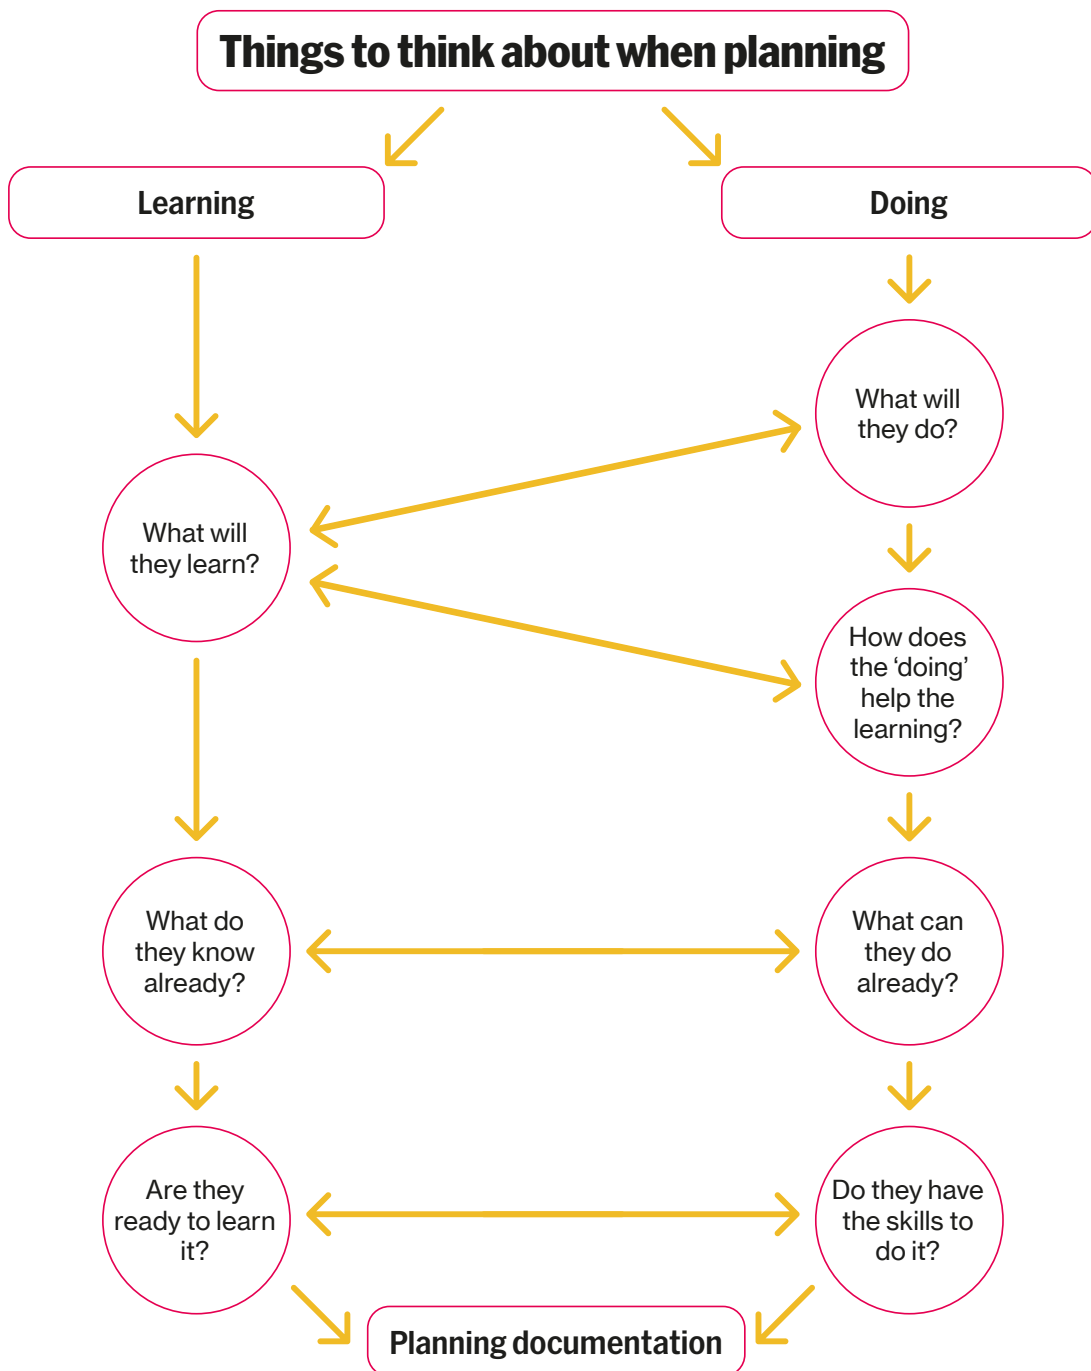 Things to think about when planning
Learning
Doing
What will
they do?
What will
they learn?
How does
the ‘doing’
help the
learning?
What do
they know
already?
What can
they do
already?
Are they
ready to learn
it?
Do they have
the skills to
do it?
Planning documentation